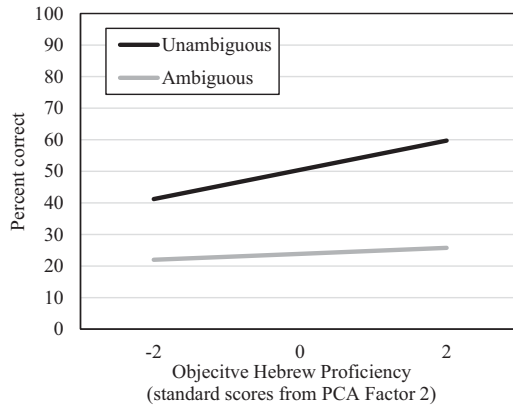 100
90
80
70
60
50
40
30
20
10
0
Percent correct
Unambiguous
Ambiguous
-2 0 2
Objecitve Hebrew Proficiency
(standard scores from PCA Factor 2)